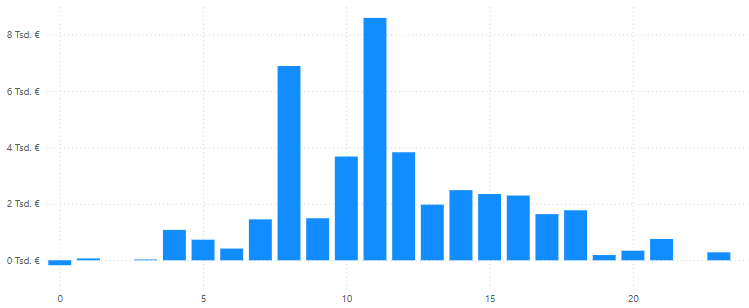 8 Tsd. €
6 Tsd. €
4 Tsd. €
2 Tsd. €
0 Tsd. €
0 5 10 15 20